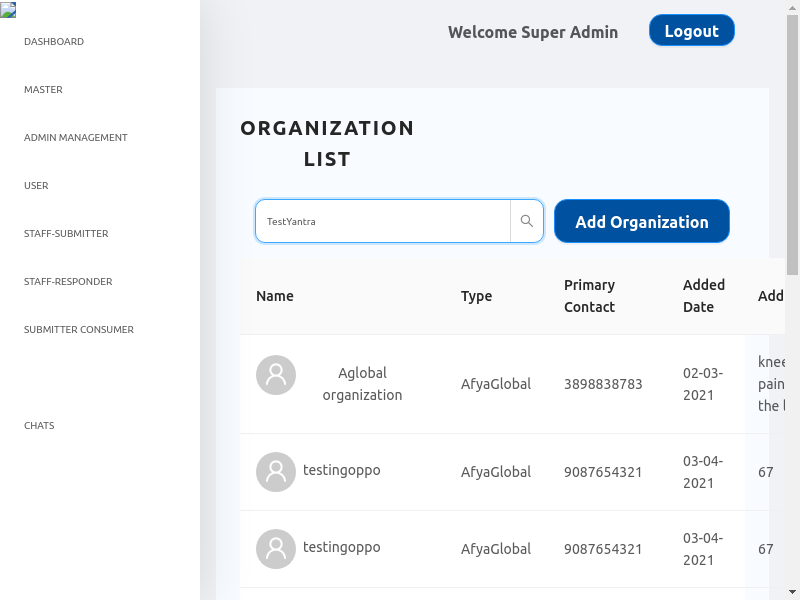 Welcome Super Admin
Logout
DASHBOARD
MASTER
ADMIN MANAGEMENT
USER
STAFF-SUBMITTER
STAFF-RESPONDER
SUBMITTER CONSUMER
CHATS
ORGANIZATION
LIST
TestYantra
Add Organization
Name Type Primary Contact Added Date Add
Aglobal organization AfyaGlobal 3898838783 02-03-2021 knee pain the l
testingoppo AfyaGlobal 9087654321 03-04-2021 67
testingoppo AfyaGlobal 9087654321 03-04-2021 67